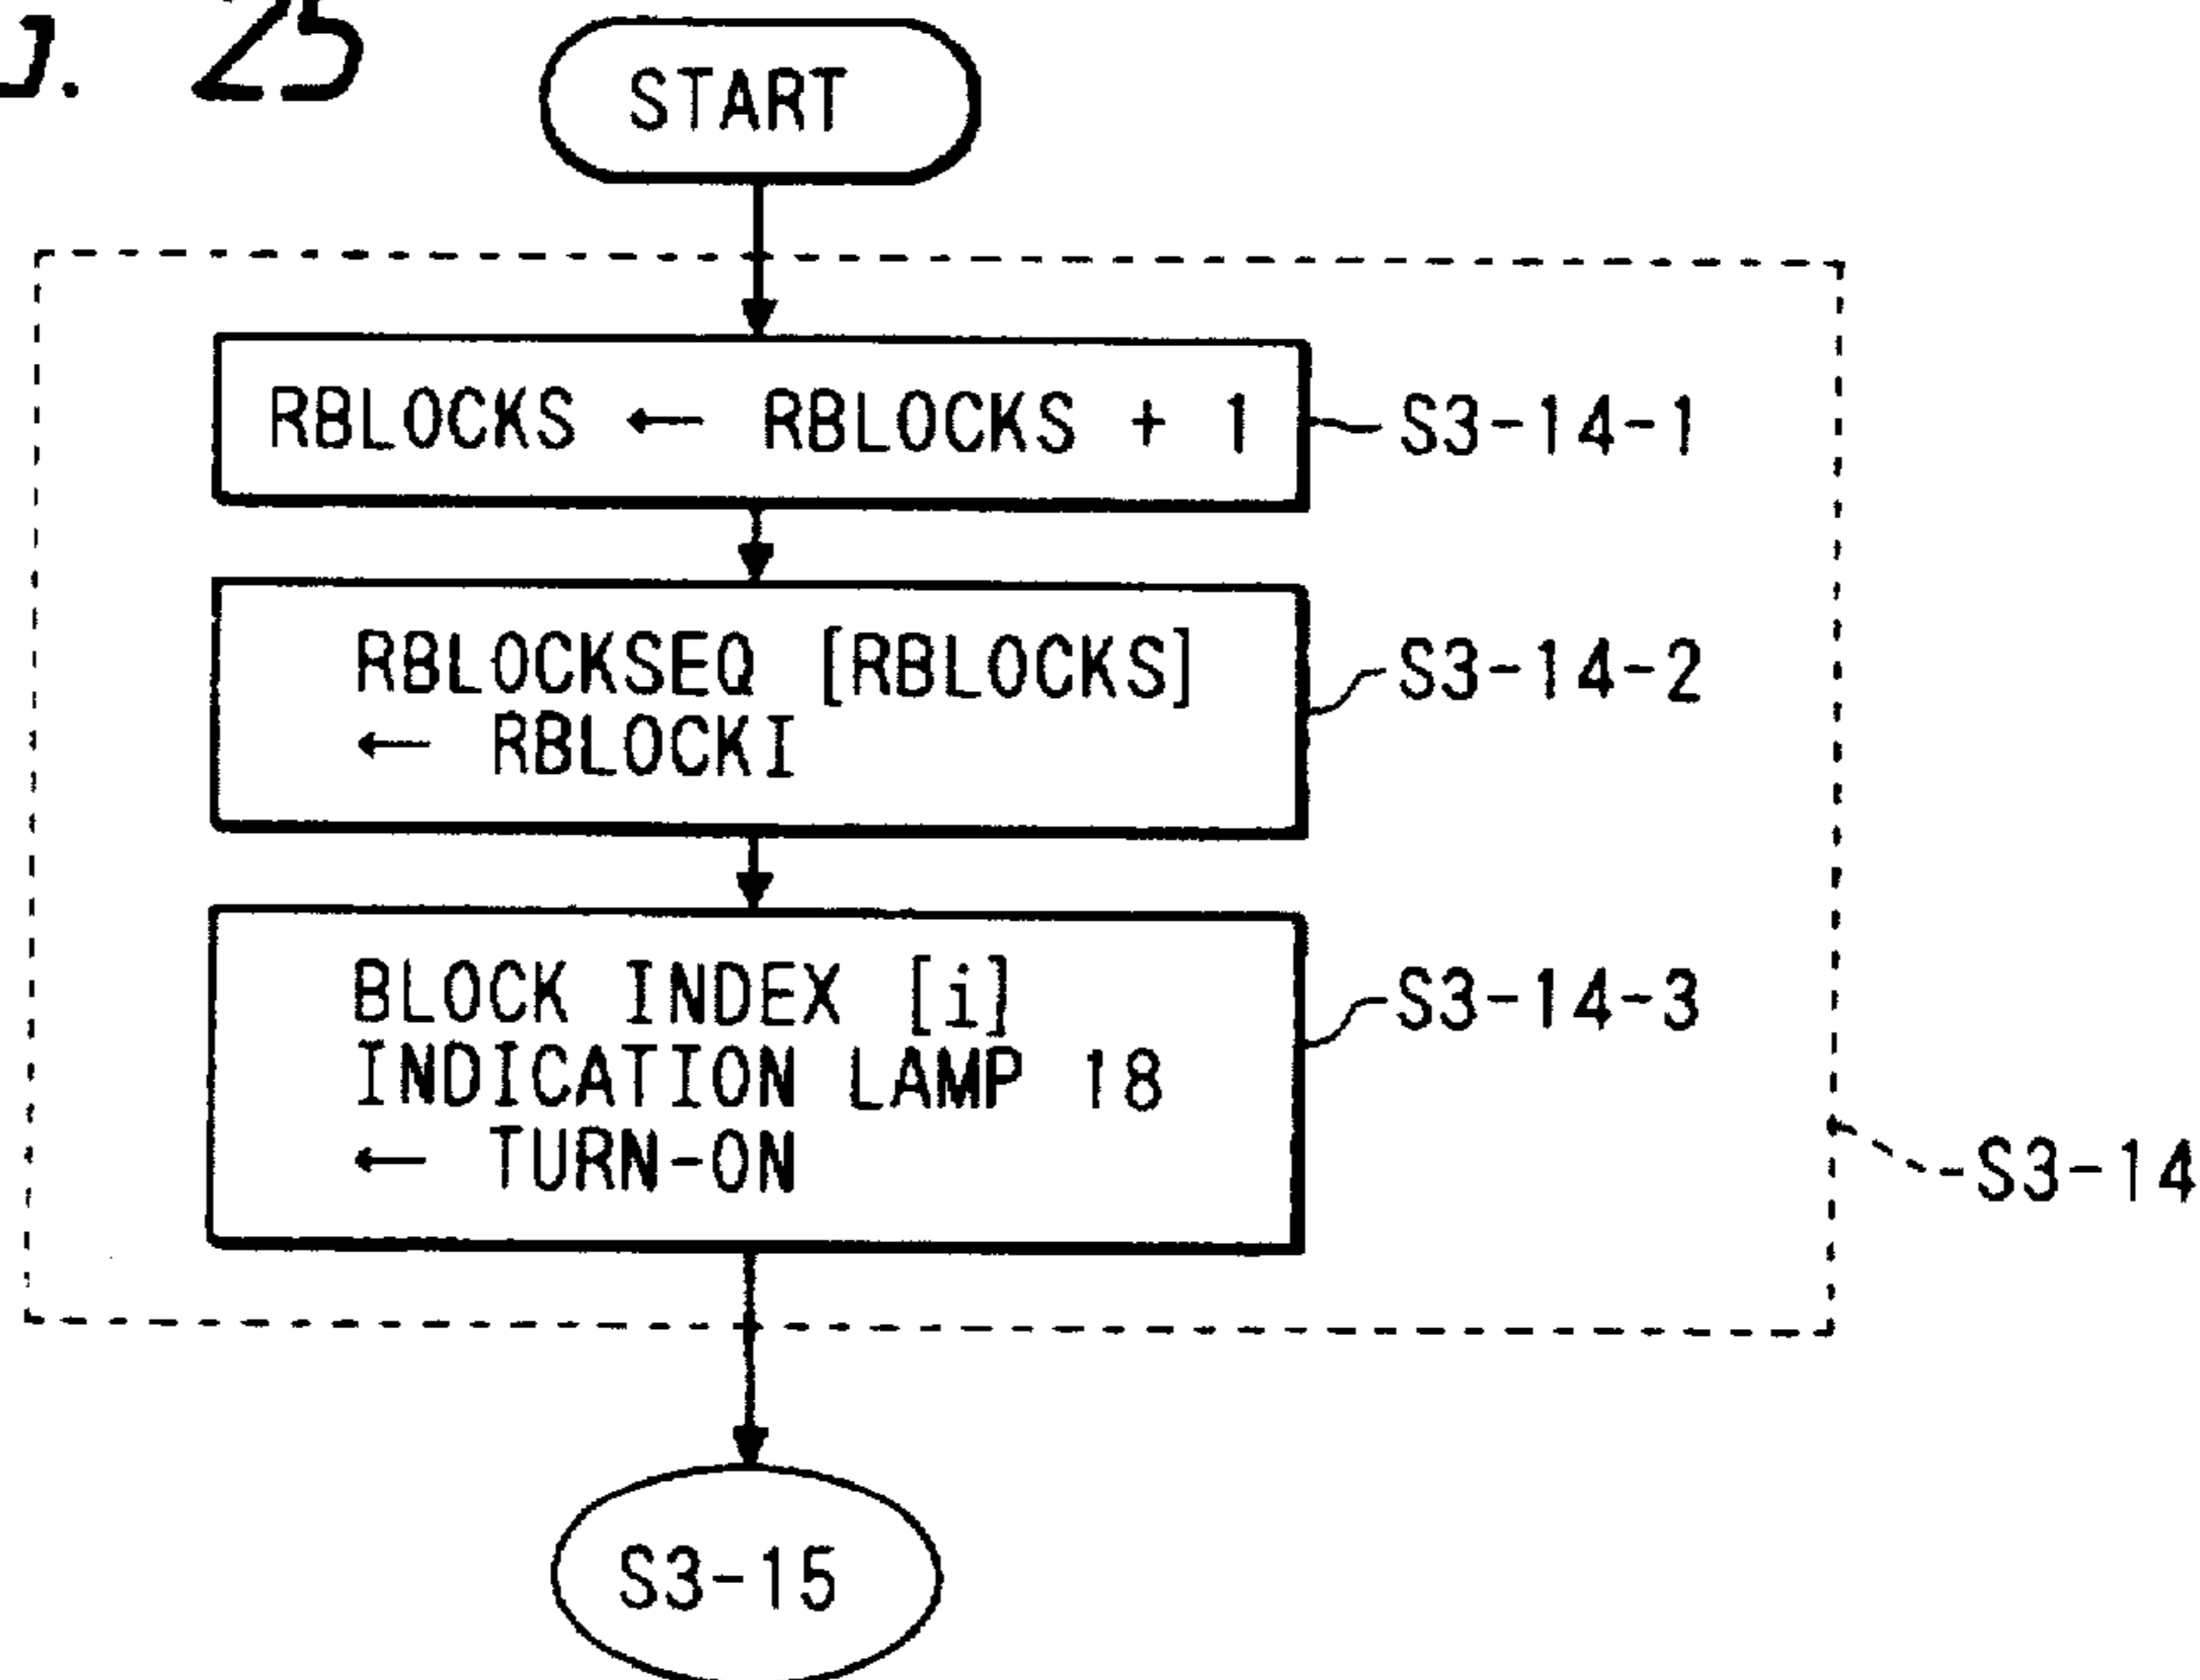 25
START
RBLOCKS ← RBLOCKS + 1
S3-14-1
RBLOCKSEQ [RBLOCKS]
← RBLOCKI
S3-14-2
BLOCK INDEX [i]
INDICATION LAMP 18
← TURN-ON
S3-14-3
S3-14
S3-15